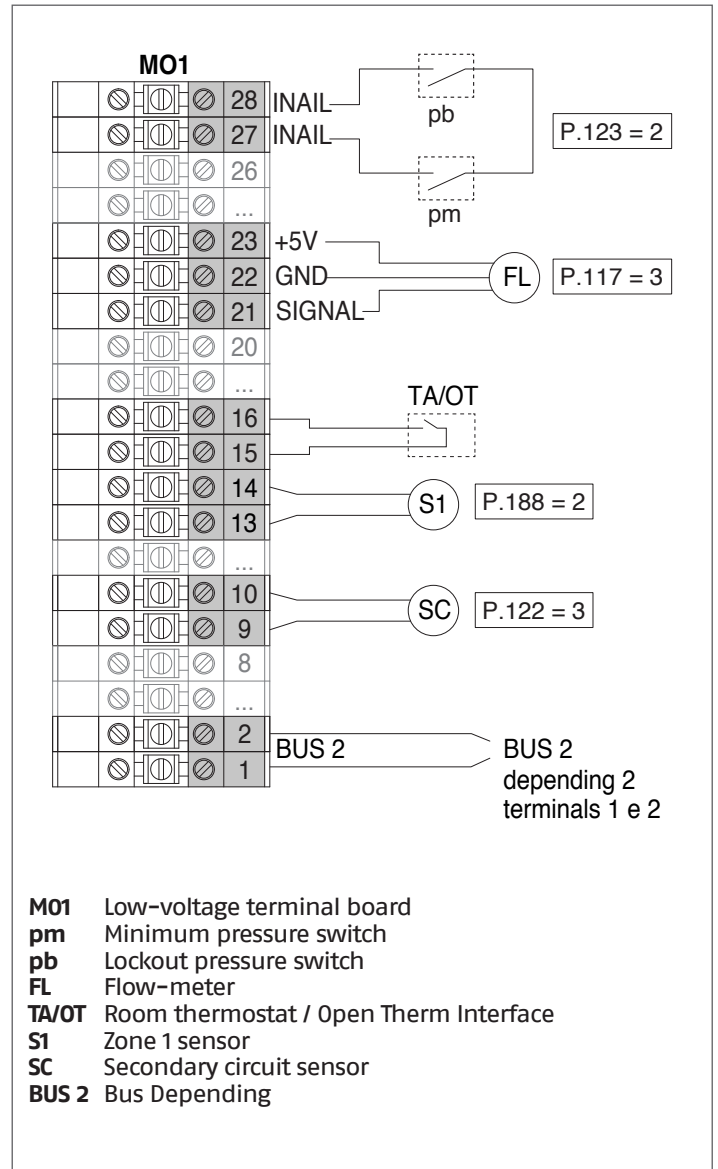 MO1
28 INAIL
27 INAIL
pb
P.123 = 2
26
...
pm
23 +5V
22 GND
FL
P.117 = 3
21 SIGNAL
20
...
TA/OT
16
15
14
S1
P.188 = 2
13
...
10
SC
P.122 = 3
9
8
...
2
BUS 2
1
BUS 2
depending 2
terminals 1 e 2
M01 Low-voltage terminal board
pm Minimum pressure switch
pb Lockout pressure switch
FL Flow-meter
TA/OT Room thermostat / Open Therm Interface
S1 Zone 1 sensor
SC Secondary circuit sensor
BUS 2 Bus Depending